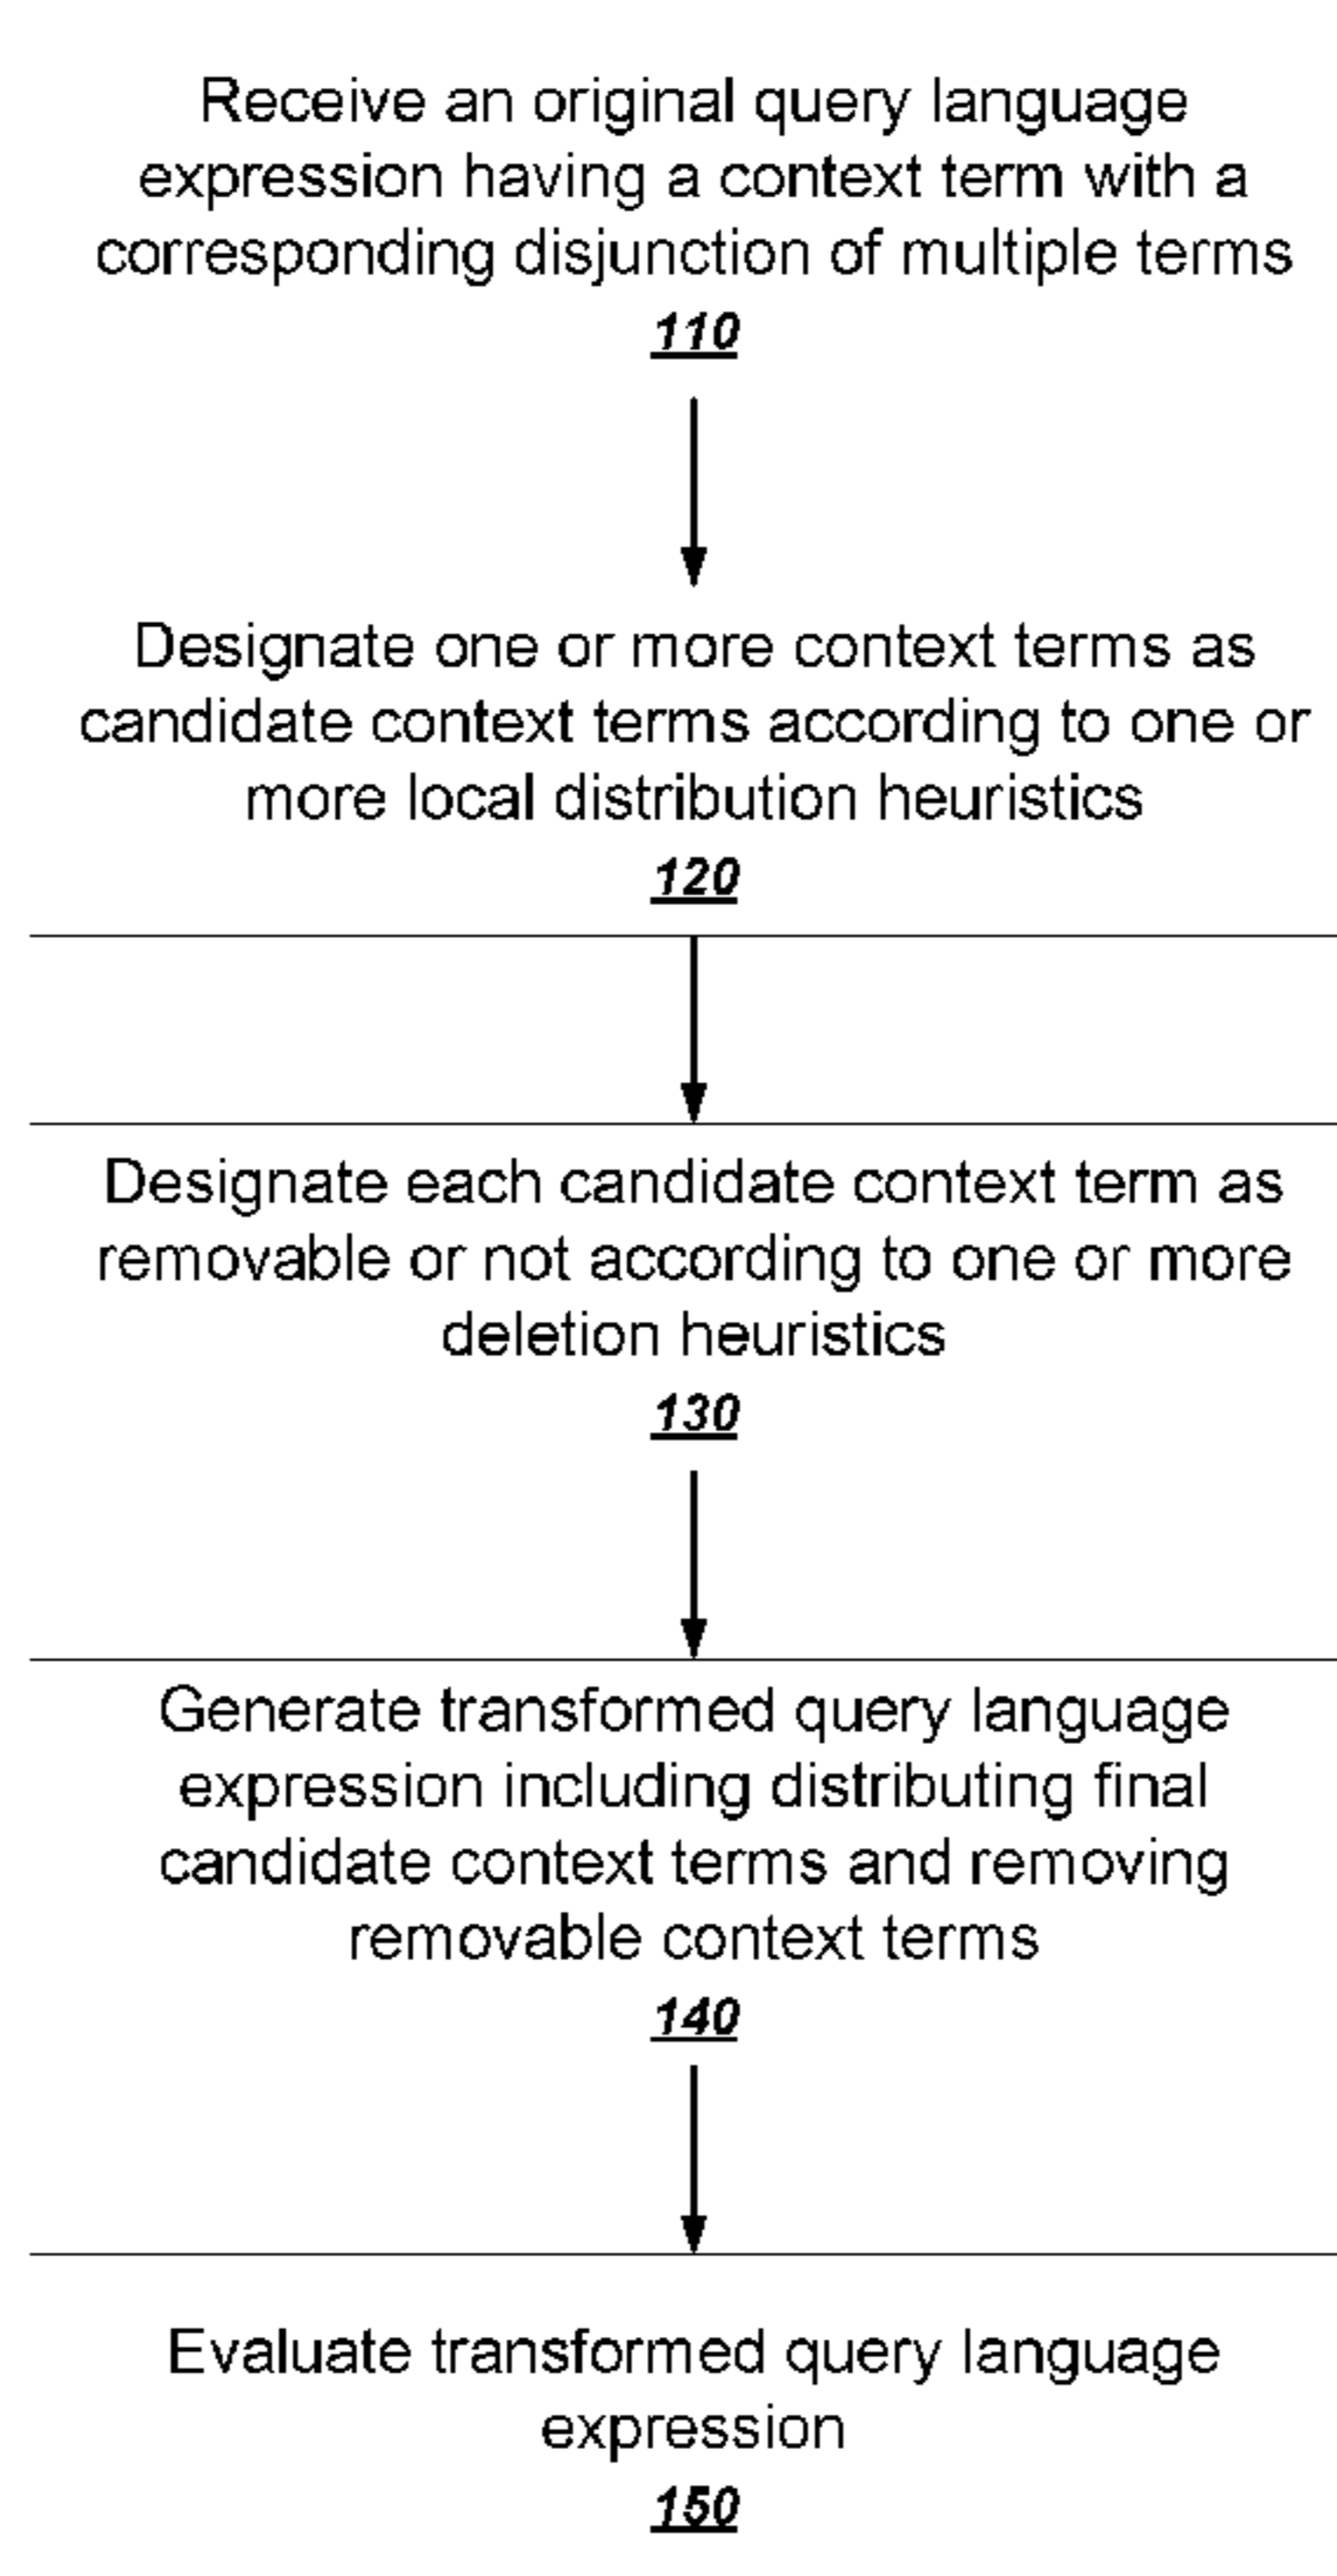 Receive an original query language
expression having a context term with a
corresponding disjunction of multiple terms
110
Designate one or more context terms as
candidate context terms according to one or
more local distribution heuristics
120
Designate each candidate context term as
removable or not according to one or more
deletion heuristics
130
Generate transformed query language
expression including distributing final
candidate context terms and removing
removable context terms
140
Evaluate transformed query language
expression
150